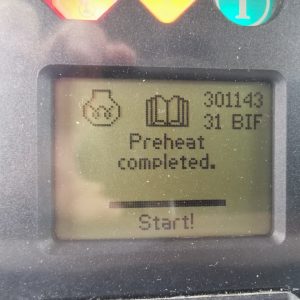 301143
31 BIF
Preheat
completed.
Start!